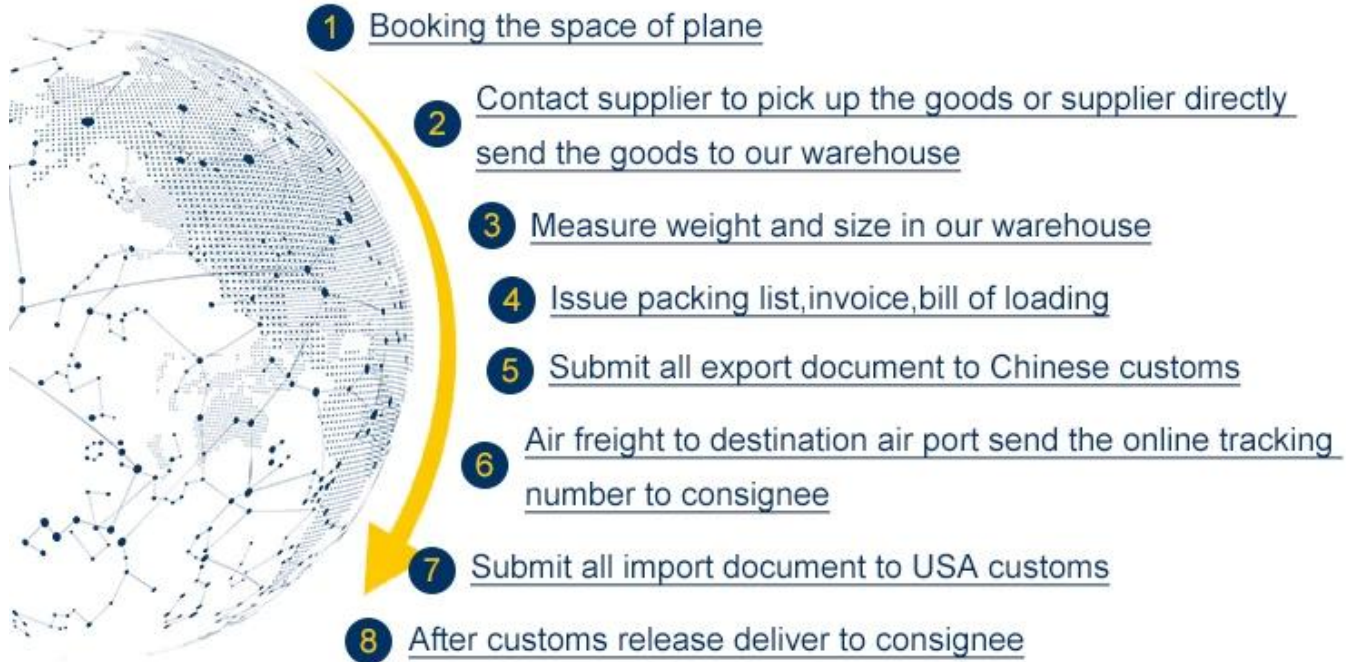 1 Booking the space of plane
2 Contact supplier to pick up the goods or supplier directly
send the goods to our warehouse
3 Measure weight and size in our warehouse
4 Issue packing list,invoice,bill of loading
5 Submit all export document to Chinese customs
6 Air freight to destination air port send the online tracking
number to consignee
7 Submit all import document to USA customs
8 After customs release deliver to consignee